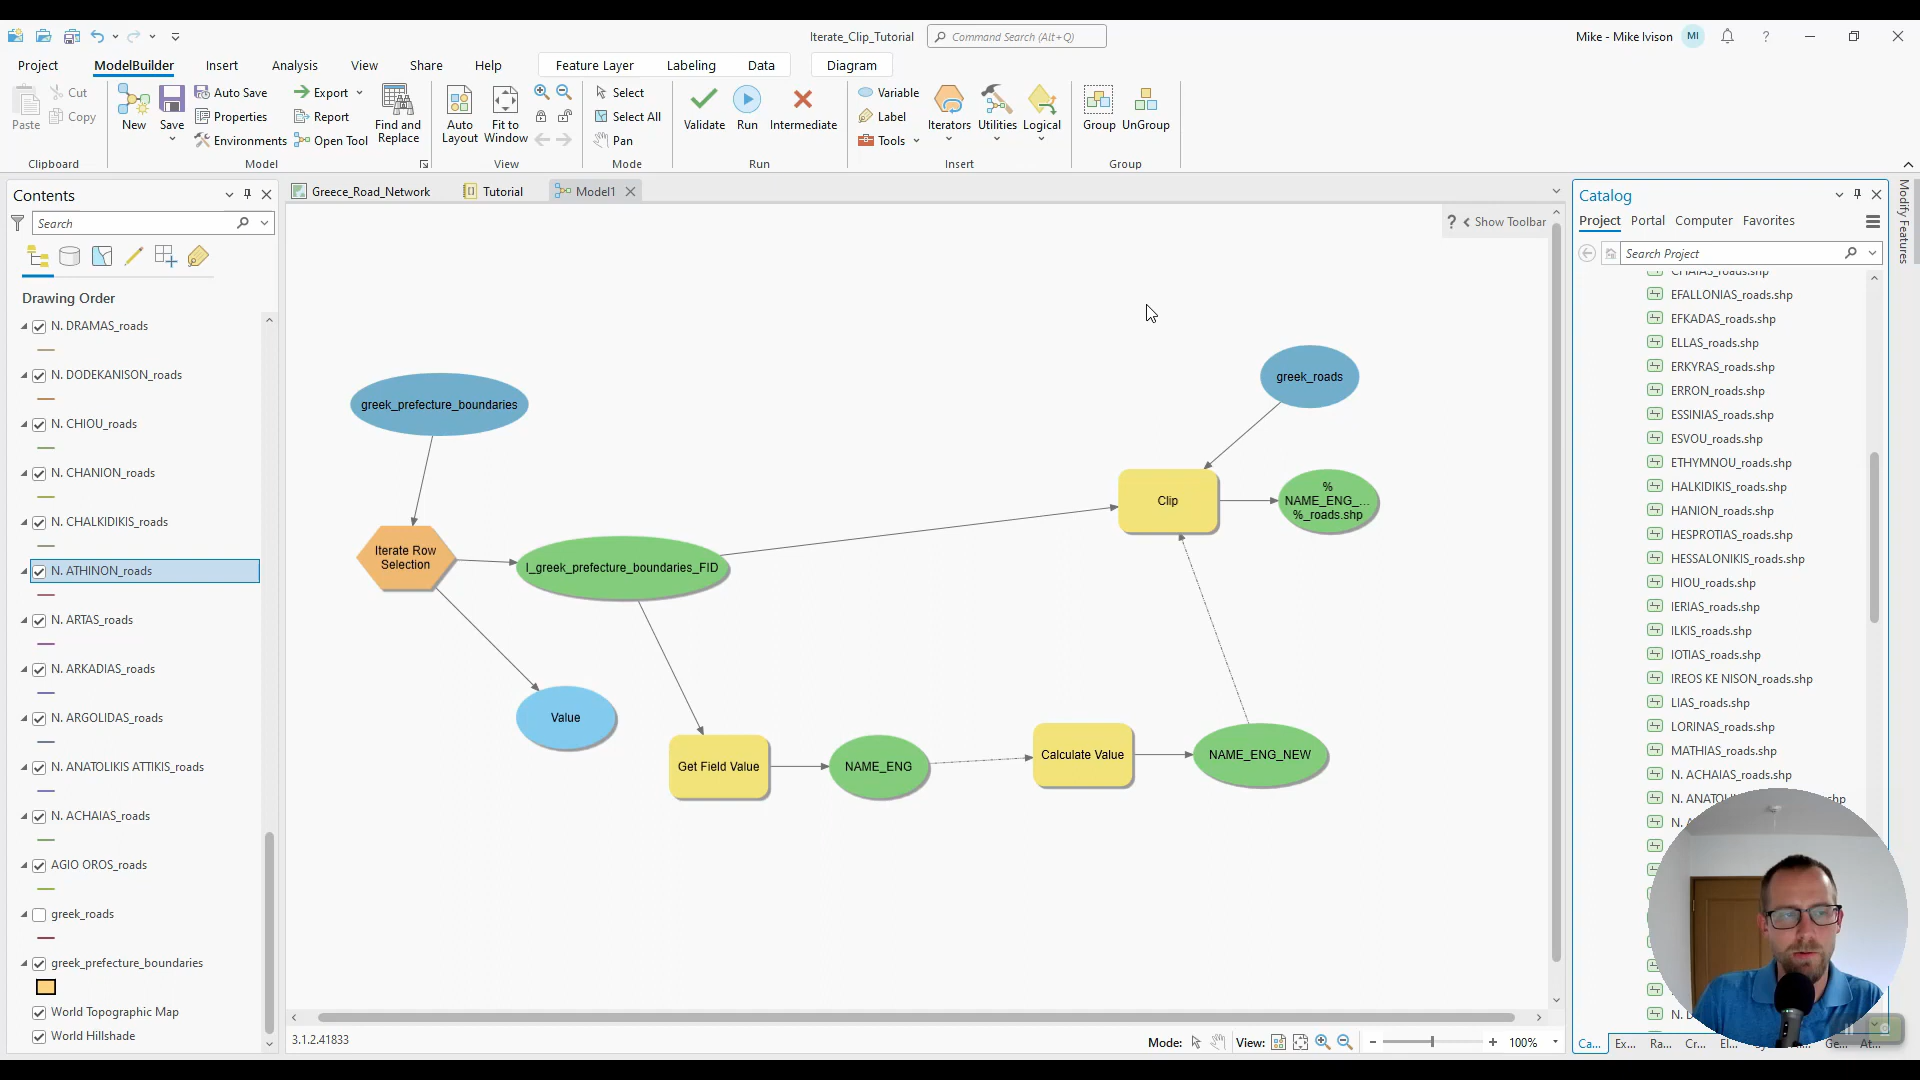 Iterate_Clip_Tutorial
Command Search (Alt+Q)
Mike - Mike Ivison
MI
?
Project
ModelBuilder
Insert
Analysis
View
Share
Help
Feature Layer
Labeling
Data
Diagram
Paste
Cut
Copy
Clipboard
New
Save
Auto Save
Properties
Environments
Export
Report
Open Tool
Find and
Replace
Model
Auto
Layout
Fit to
Window
View
Select
Select All
Pan
Mode
Validate
Run
Intermediate
Run
Variable
Label
Tools
Iterators
Utilities
Logical
Insert
Group
UnGroup
Group
Contents
Search
Drawing Order
N. DRAMAS_roads
N. DODEKANISON_roads
N. CHIOU_roads
N. CHANION_roads
N. CHALKIDIKIS_roads
N. ATHINON_roads
N. ARTAS_roads
N. ARKADIAS_roads
N. ARGOLIDAS_roads
N. ANATOLIKIS ATTIKIS_roads
N. ACHAIAS_roads
AGIO OROS_roads
greek_roads
greek_prefecture_boundaries
World Topographic Map
World Hillshade
Greece_Road_Network
Tutorial
Model1
? < Show Toolbar
greek_prefecture_boundaries
Iterate Row
Selection
I_greek_prefecture_boundaries_FID
Value
Get Field Value
NAME_ENG
Calculate Value
NAME_ENG_NEW
Clip
greek_roads
%
NAME_ENG_...
%_roads.shp
3.1.2.41833
Mode:
View:
100%
Catalog
Project
Portal
Computer
Favorites
Search Project
CHAIAS_roads.shp
EFALLONIAS_roads.shp
EFKADAS_roads.shp
ELLAS_roads.shp
ERKYRAS_roads.shp
ERRON_roads.shp
ESSINIAS_roads.shp
ESVOU_roads.shp
ETHYMNOU_roads.shp
HALKIDIKIS_roads.shp
HANION_roads.shp
HESPROTIAS_roads.shp
HESSALONIKIS_roads.shp
HIOU_roads.shp
IERIAS_roads.shp
ILKIS_roads.shp
IOTIAS_roads.shp
IREOS KE NISON_roads.shp
LIAS_roads.shp
LORINAS_roads.shp
MATHIAS_roads.shp
N. ACHAIAS_roads.shp
Ca...
Ex...
Ra...
Cr...
El...
Ge...
At...
Modify Features